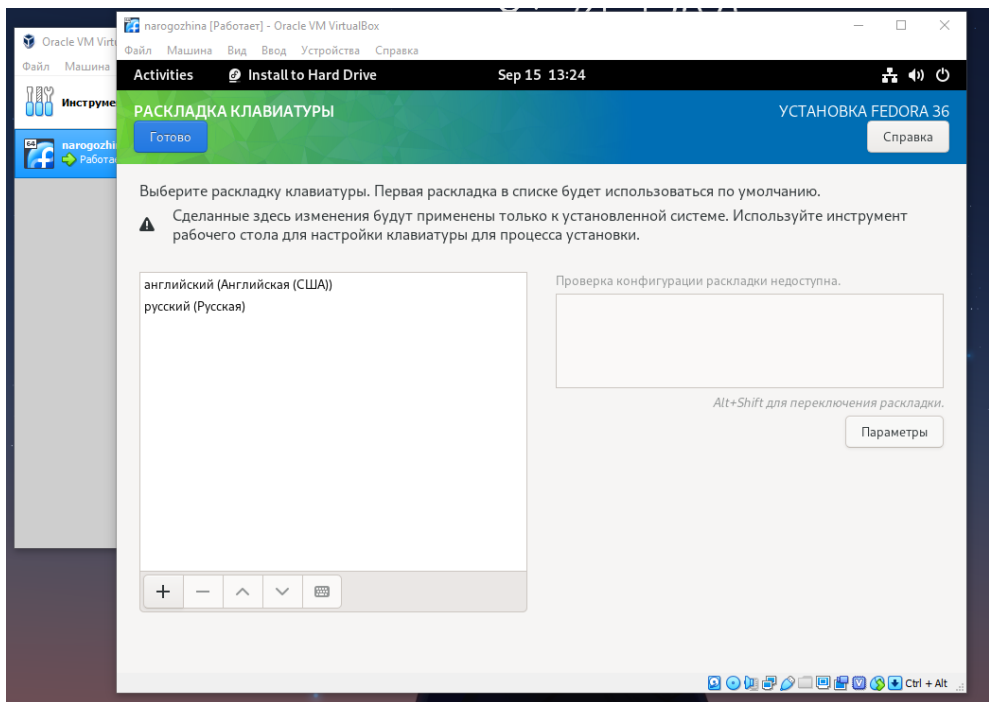 narogozhina [Работает] - Oracle VM VirtualBox
Oracle VM
Файл Машина Вид Ввод Устройства Справка
Файл Машина
Activities Install to Hard Drive Sep 15 13:24
64
narogozhi
РАСКЛАДКА КЛАВИАТУРЫ УСТАНОВКА FEDORA 36
Готово Справка
Выберите раскладку клавиатуры. Первая раскладка в списке будет использоваться по умолчанию.
Сделанные здесь изменения будут применены только к установленной системе. Используйте инструмент
рабочего стола для настройки клавиатуры для процесса установки.
английский (Английская (США))
русский (Русская)
Проверка конфигурации раскладки недоступна.
Alt+Shift для переключения раскладки.
Параметры
Ctrl + Alt